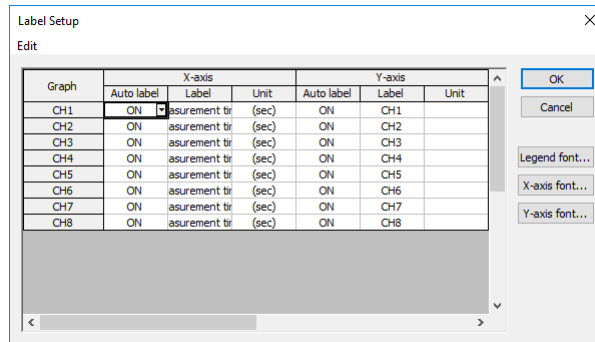 Label Setup
Edit
Graph X-axis Y-axis
Auto label Label Unit Auto label Label Unit
CH1 ON asurement tir (sec) ON CH1
CH2 ON asurement tir (sec) ON CH2
CH3 ON asurement tir (sec) ON CH3
CH4 ON asurement tir (sec) ON CH4
CH5 ON asurement tir (sec) ON CH5
CH6 ON asurement tir (sec) ON CH6
CH7 ON asurement tir (sec) ON CH7
CH8 ON asurement tir (sec) ON CH8
OK
Cancel
Legend font...
X-axis font...
Y-axis font...